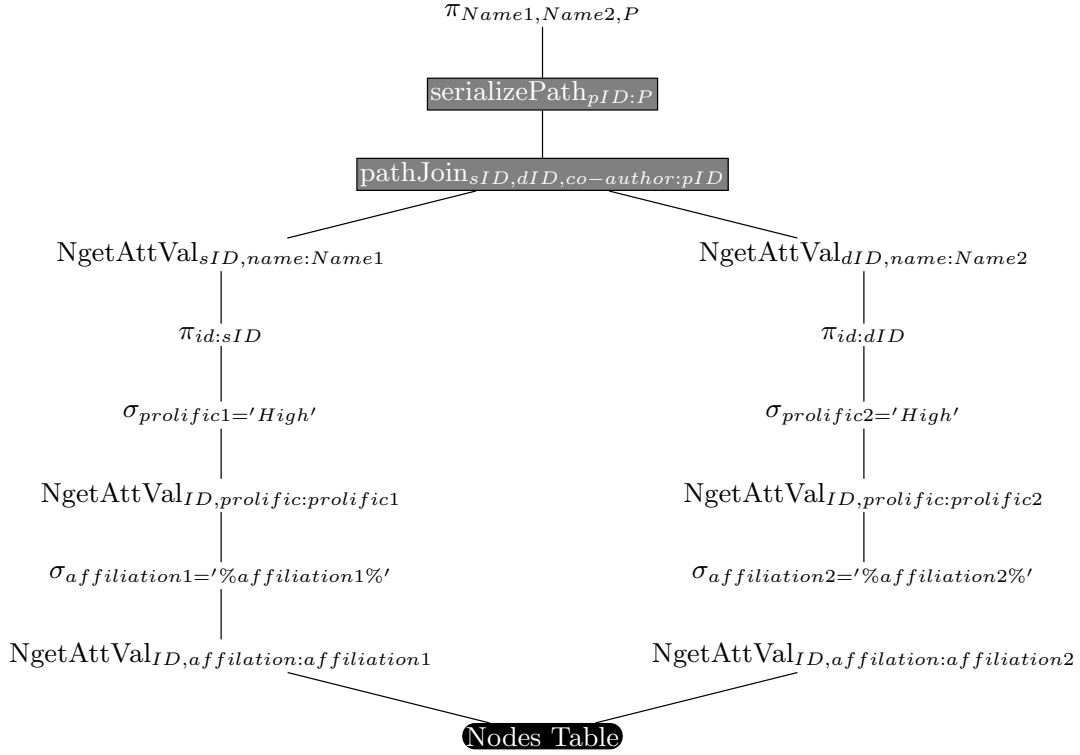 π_{Name1,Name2,P}
serializePath_{pID:P}
pathJoin_{sID,dID,co−author:pID}
NgetAttVal_{sID,name:Name1} NgetAttVal_{dID,name:Name2}
π_{id:sID} π_{id:dID}
σ_{prolific1='High'} σ_{prolific2='High'}
NgetAttVal_{ID,prolific:prolific1} NgetAttVal_{ID,prolific:prolific2}
σ_{affiliation1='%affiliation1%'} σ_{affiliation2='%affiliation2%'}
NgetAttVal_{ID,affilation:affiliation1} NgetAttVal_{ID,affilation:affiliation2}
Nodes Table